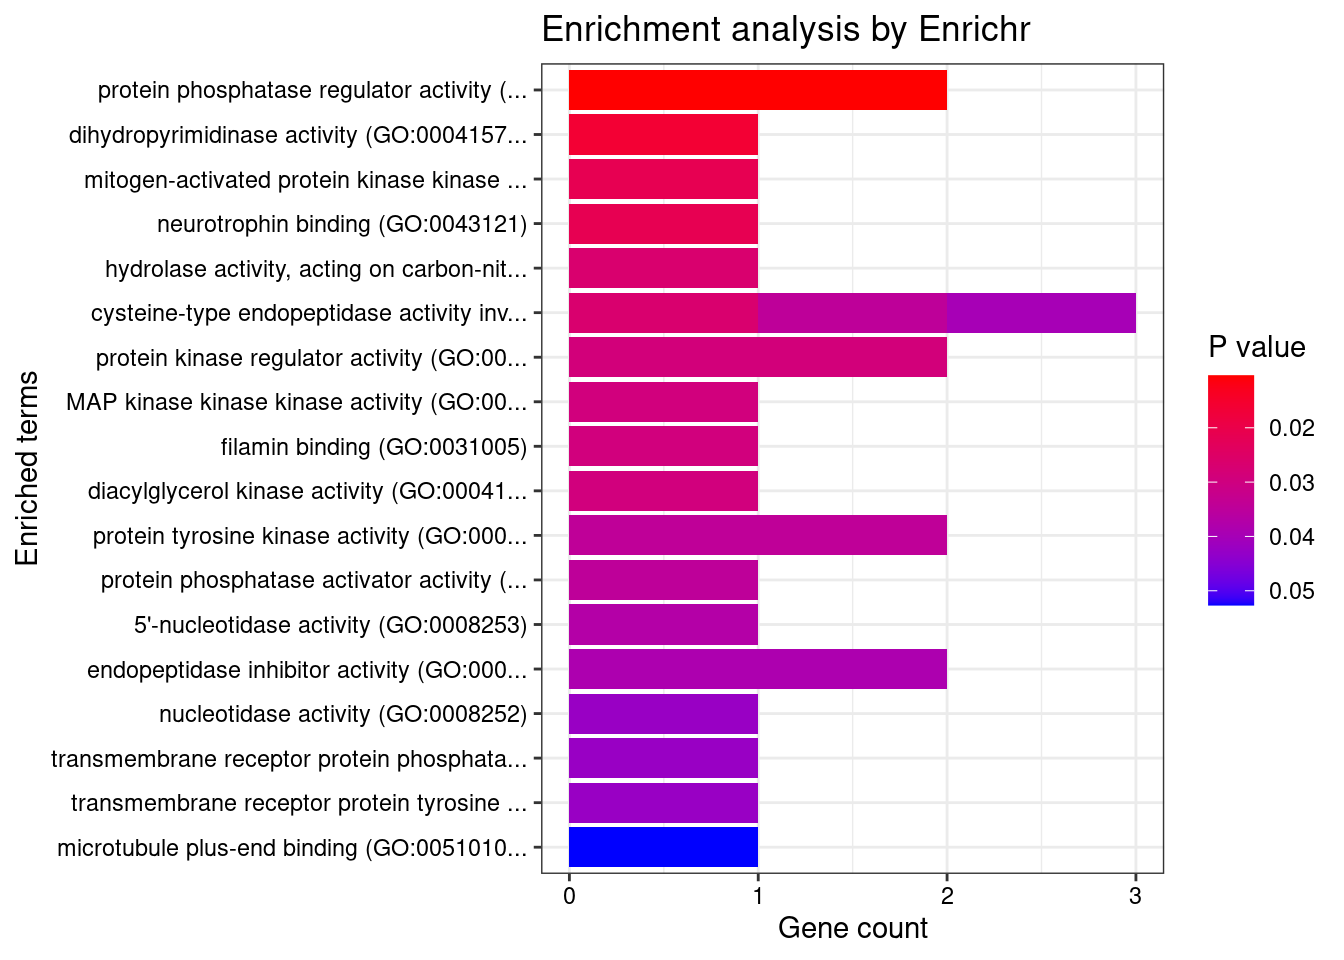 Enrichment analysis by Enrichr
protein phosphatase regulator activity (...
dihydropyrimidinase activity (GO:0004157...
mitogen-activated protein kinase kinase ...
neurotrophin binding (GO:0043121)
hydrolase activity, acting on carbon-nit...
cysteine-type endopeptidase activity inv...
protein kinase regulator activity (GO:00...
MAP kinase kinase kinase activity (GO:00...
filamin binding (GO:0031005)
diacylglycerol kinase activity (GO:00041...
protein tyrosine kinase activity (GO:000...
protein phosphatase activator activity (...
5'-nucleotidase activity (GO:0008253)
endopeptidase inhibitor activity (GO:000...
nucleotidase activity (GO:0008252)
transmembrane receptor protein phosphata...
transmembrane receptor protein tyrosine ...
microtubule plus-end binding (GO:0051010...
Enriched terms
0 1 2 3
Gene count
P value
0.02
0.03
0.04
0.05